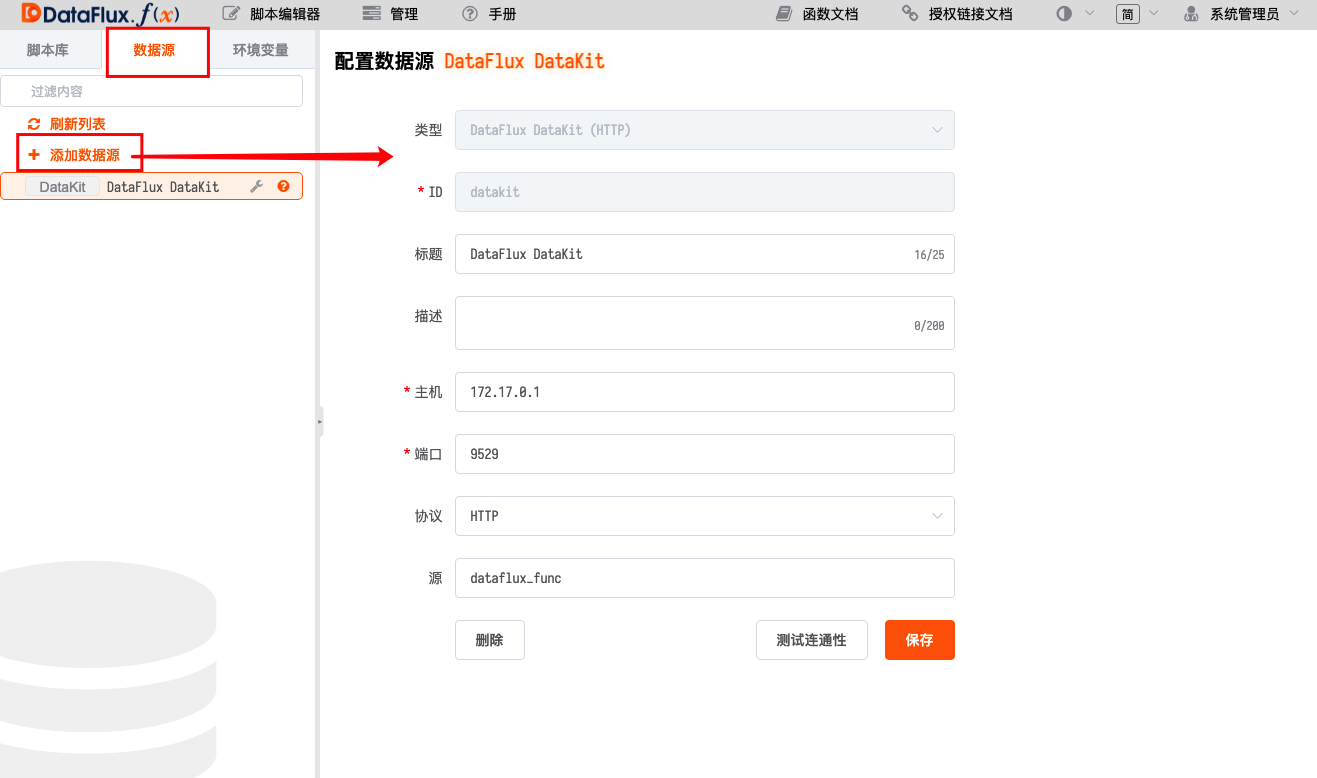 DataFlux.f(x) 脚本编辑器 管理 手册 函数文档 授权链接文档 简 系统管理员
脚本库 数据源 环境变量
过滤内容
刷新列表
添加数据源
DataKit DataFlux DataKit
配置数据源 DataFlux DataKit
类型 DataFlux DataKit (HTTP)
* ID datakit
标题 DataFlux DataKit 16/25
描述 0/200
* 主机 172.17.0.1
* 端口 9529
协议 HTTP
源 dataflux_func
删除 测试连通性 保存